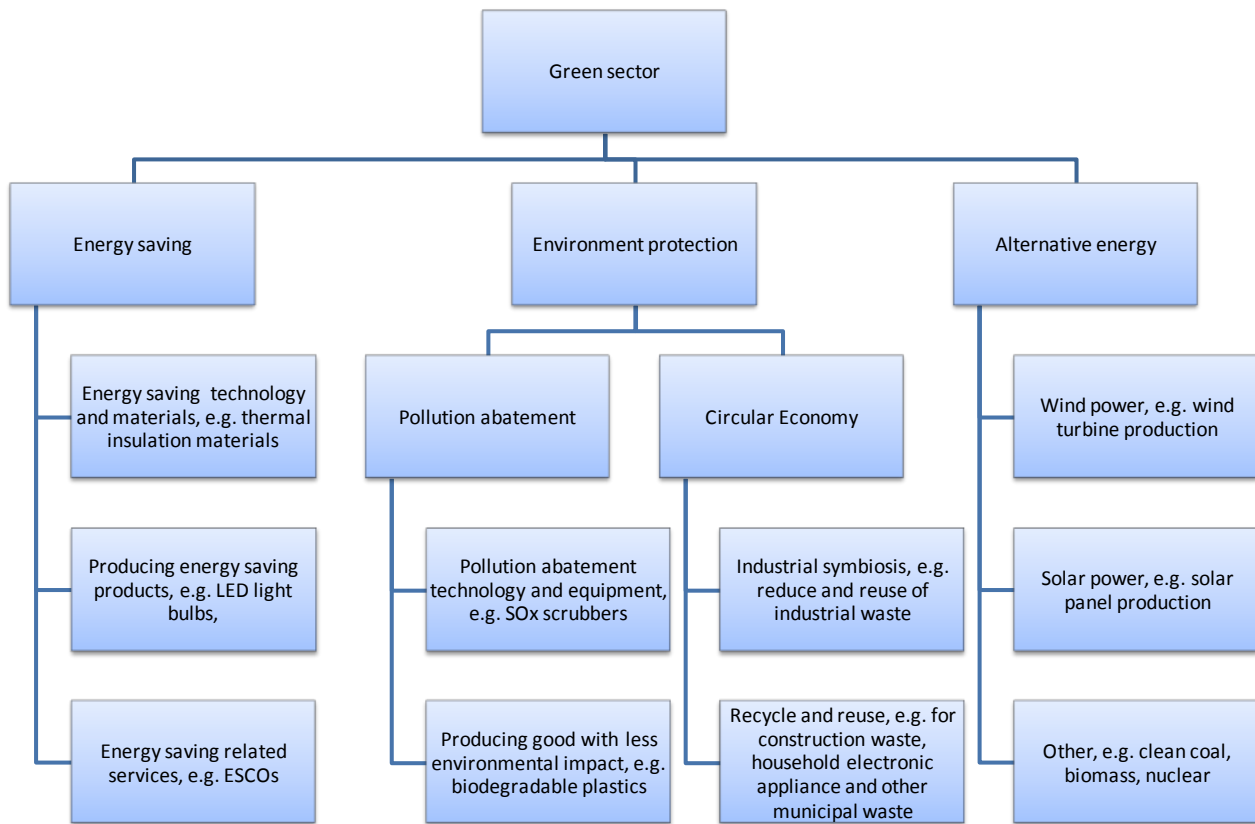 Green sector
Energy saving
Environment protection
Alternative energy
Energy saving technology
and materials, e.g. thermal
insulation materials
Pollution abatement
Circular Economy
Wind power, e.g. wind
turbine production
Producing energy saving
products, e.g. LED light
bulbs,
Pollution abatement
technology and equipment,
e.g. SOx scrubbers
Industrial symbiosis, e.g.
reduce and reuse of
industrial waste
Solar power, e.g. solar
panel production
Energy saving related
services, e.g. ESCOs
Producing good with less
environmental impact, e.g.
biodegradable plastics
Recycle and reuse, e.g. for
construction waste,
household electronic
appliance and other
municipal waste
Other, e.g. clean coal,
biomass, nuclear